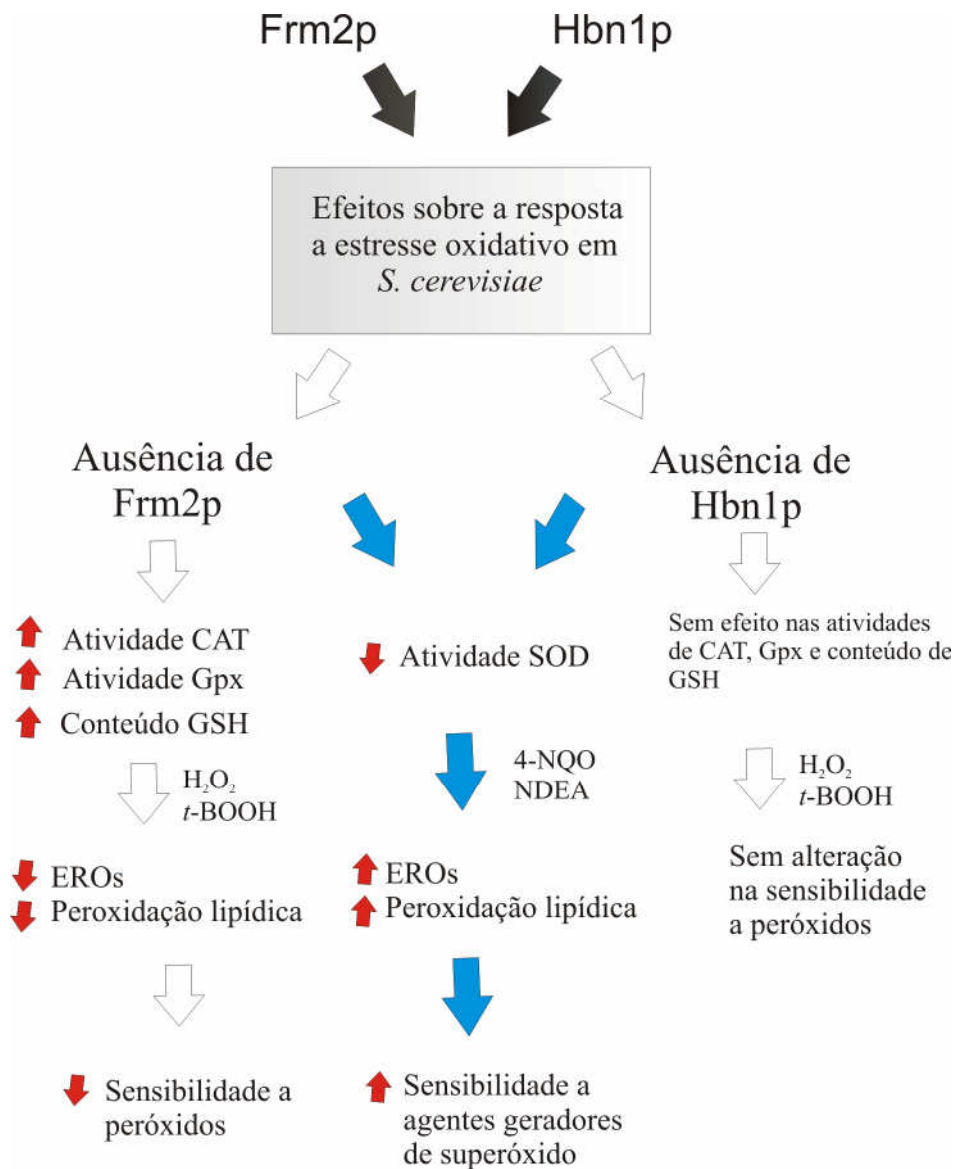 Frm2p
Hbn1p
Efeitos sobre a resposta
a estresse oxidativo em
S. cerevisiae
Ausência de
Frm2p
Ausência de
Hbn1p
Atividade CAT
Atividade Gpx
Conteúdo GSH
H₂O₂
t-BOOH
EROs
Peroxidação lipídica
Sensibilidade a
peróxidos
Atividade SOD
4-NQO
NDEA
EROs
Peroxidação lipídica
Sensibilidade a
agentes geradores
de superóxido
Sem efeito nas atividades
de CAT, Gpx e conteúdo de
GSH
H₂O₂
t-BOOH
Sem alteração
na sensibilidade
a peróxidos